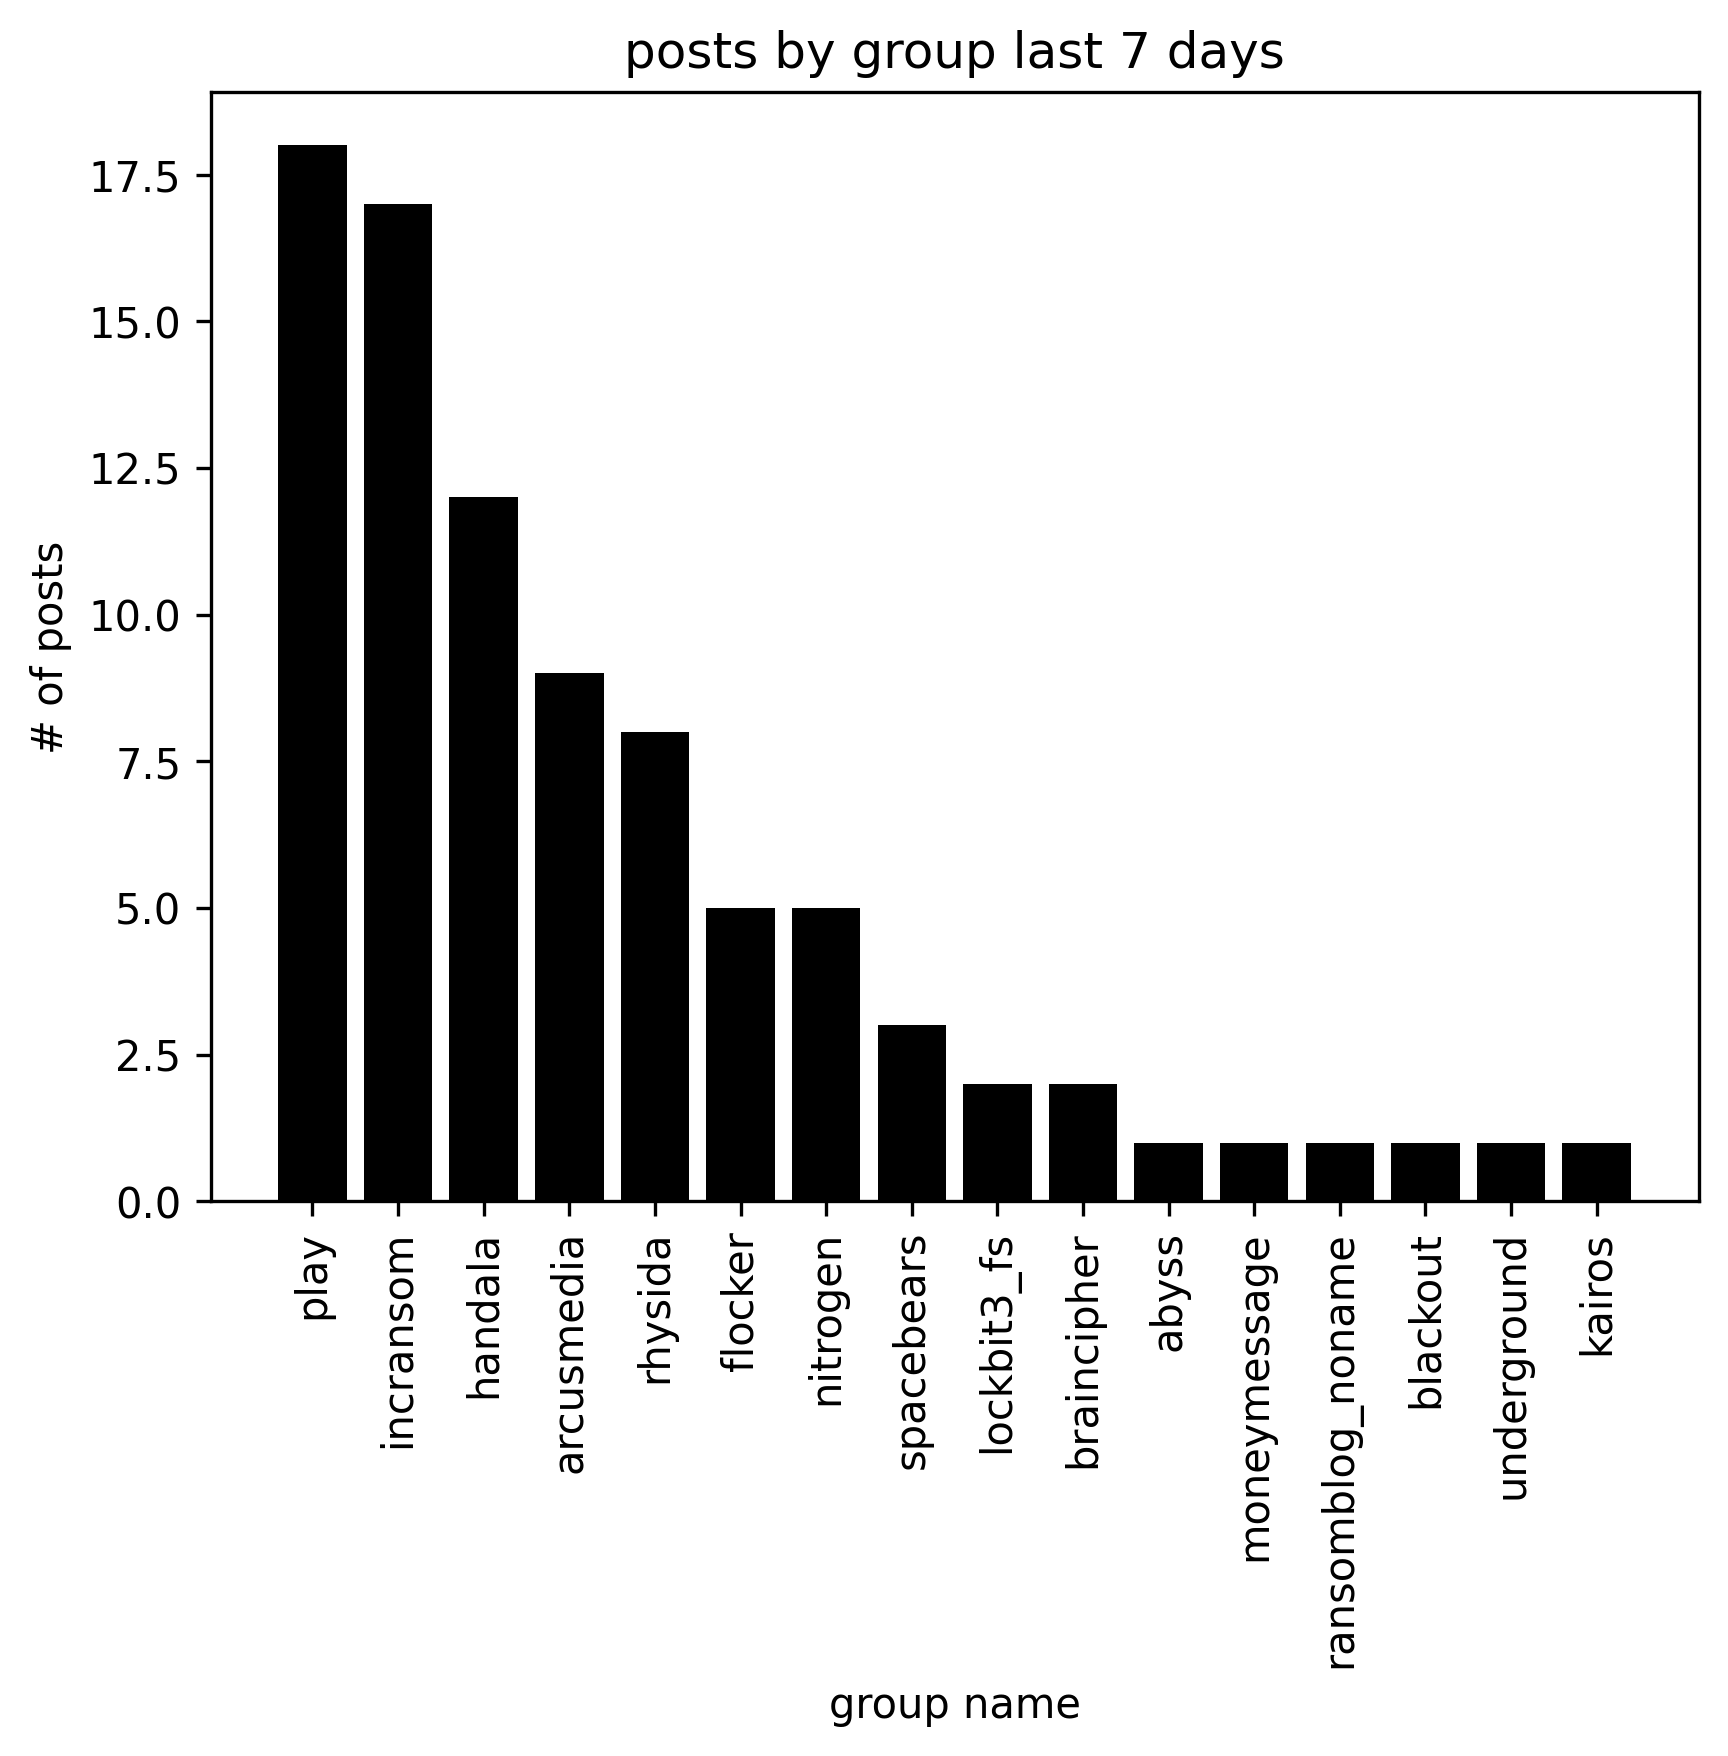 posts by group last 7 days
# of posts
17.5
15.0
12.5
10.0
7.5
5.0
2.5
0.0
play
incransom
handala
arcusmedia
rhysida
flocker
nitrogen
spacebears
lockbit3_fs
braincipher
abyss
moneymessage
ransomblog_noname
blackout
underground
kairos
group name